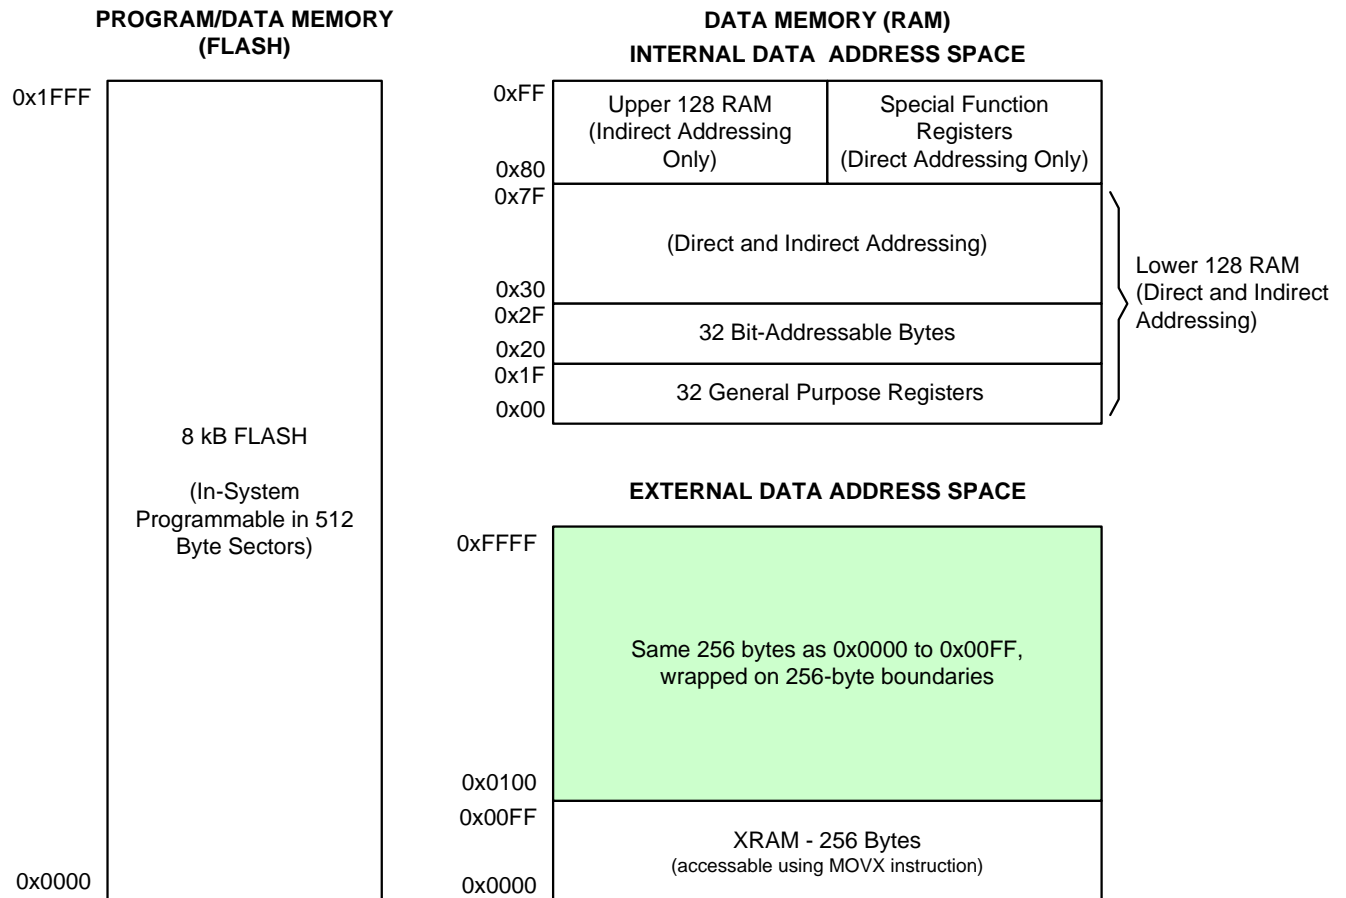 PROGRAM/DATA MEMORY
(FLASH)
0x1FFF
8 kB FLASH
(In-System
Programmable in 512
Byte Sectors)
0x0000
DATA MEMORY (RAM)
INTERNAL DATA ADDRESS SPACE
0xFF
Upper 128 RAM
(Indirect Addressing
Only)
Special Function
Registers
(Direct Addressing Only)
0x80
0x7F
(Direct and Indirect Addressing)
0x30
0x2F
32 Bit-Addressable Bytes
0x20
0x1F
32 General Purpose Registers
0x00
Lower 128 RAM
(Direct and Indirect
Addressing)
EXTERNAL DATA ADDRESS SPACE
0xFFFF
Same 256 bytes as 0x0000 to 0x00FF,
wrapped on 256-byte boundaries
0x0100
0x00FF
XRAM - 256 Bytes
(accessable using MOVX instruction)
0x0000